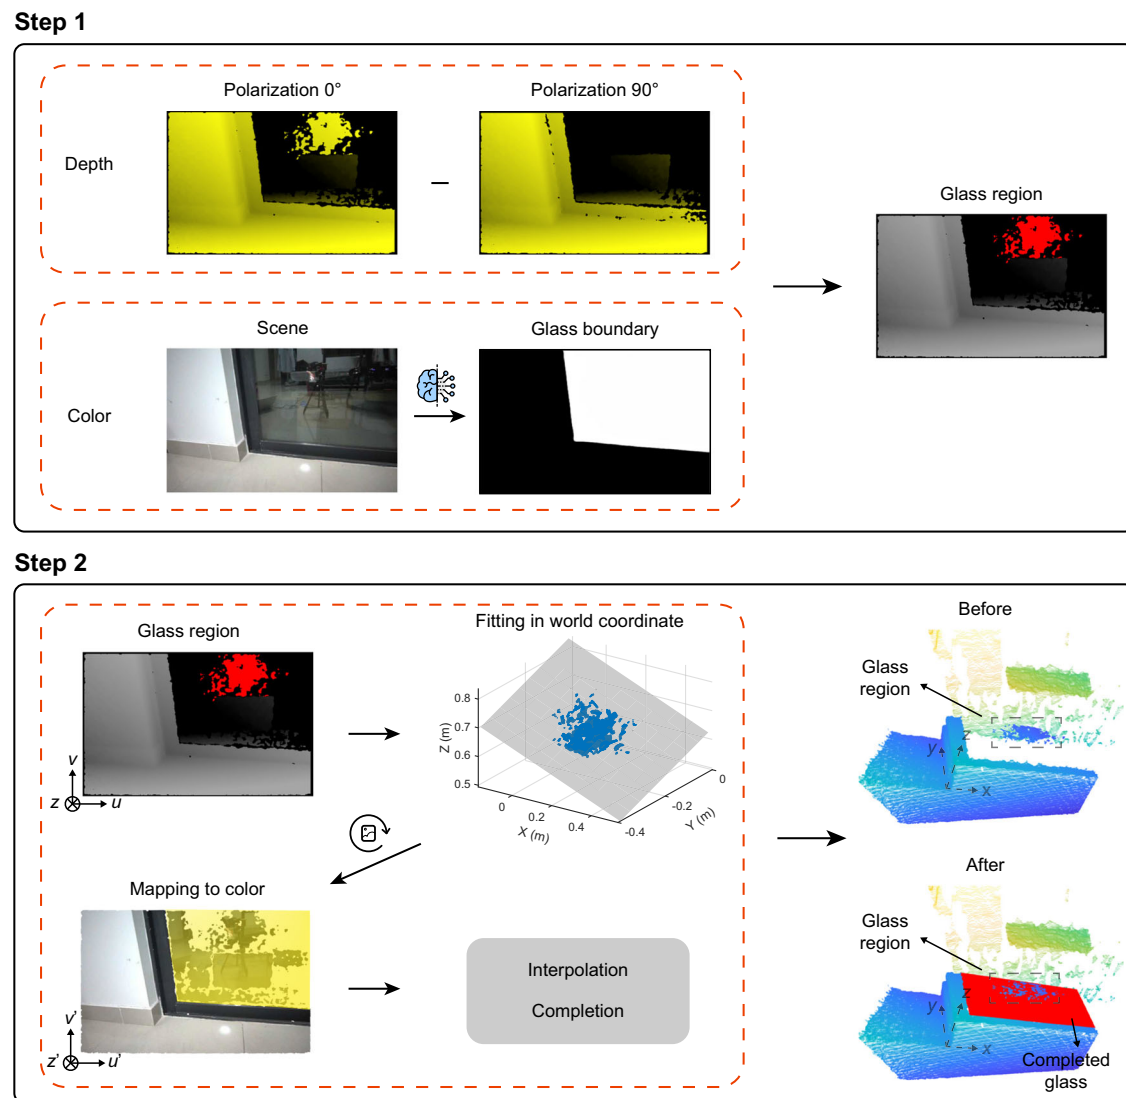 Step 1
Polarization 0°
Polarization 90°
Depth
–
Glass region
Scene
Glass boundary
Color
Step 2
Glass region
v
z
u
Fitting in world coordinate
0.8
0.7
0.6
0.5
Z (m)
0
0.2
0.4
X (m)
-0.4
-0.2
0
Y (m)
Before
Glass
region
y
z
x
Mapping to color
v'
z'
u'
Interpolation
Completion
After
Glass
region
y
z
x
Completed
glass